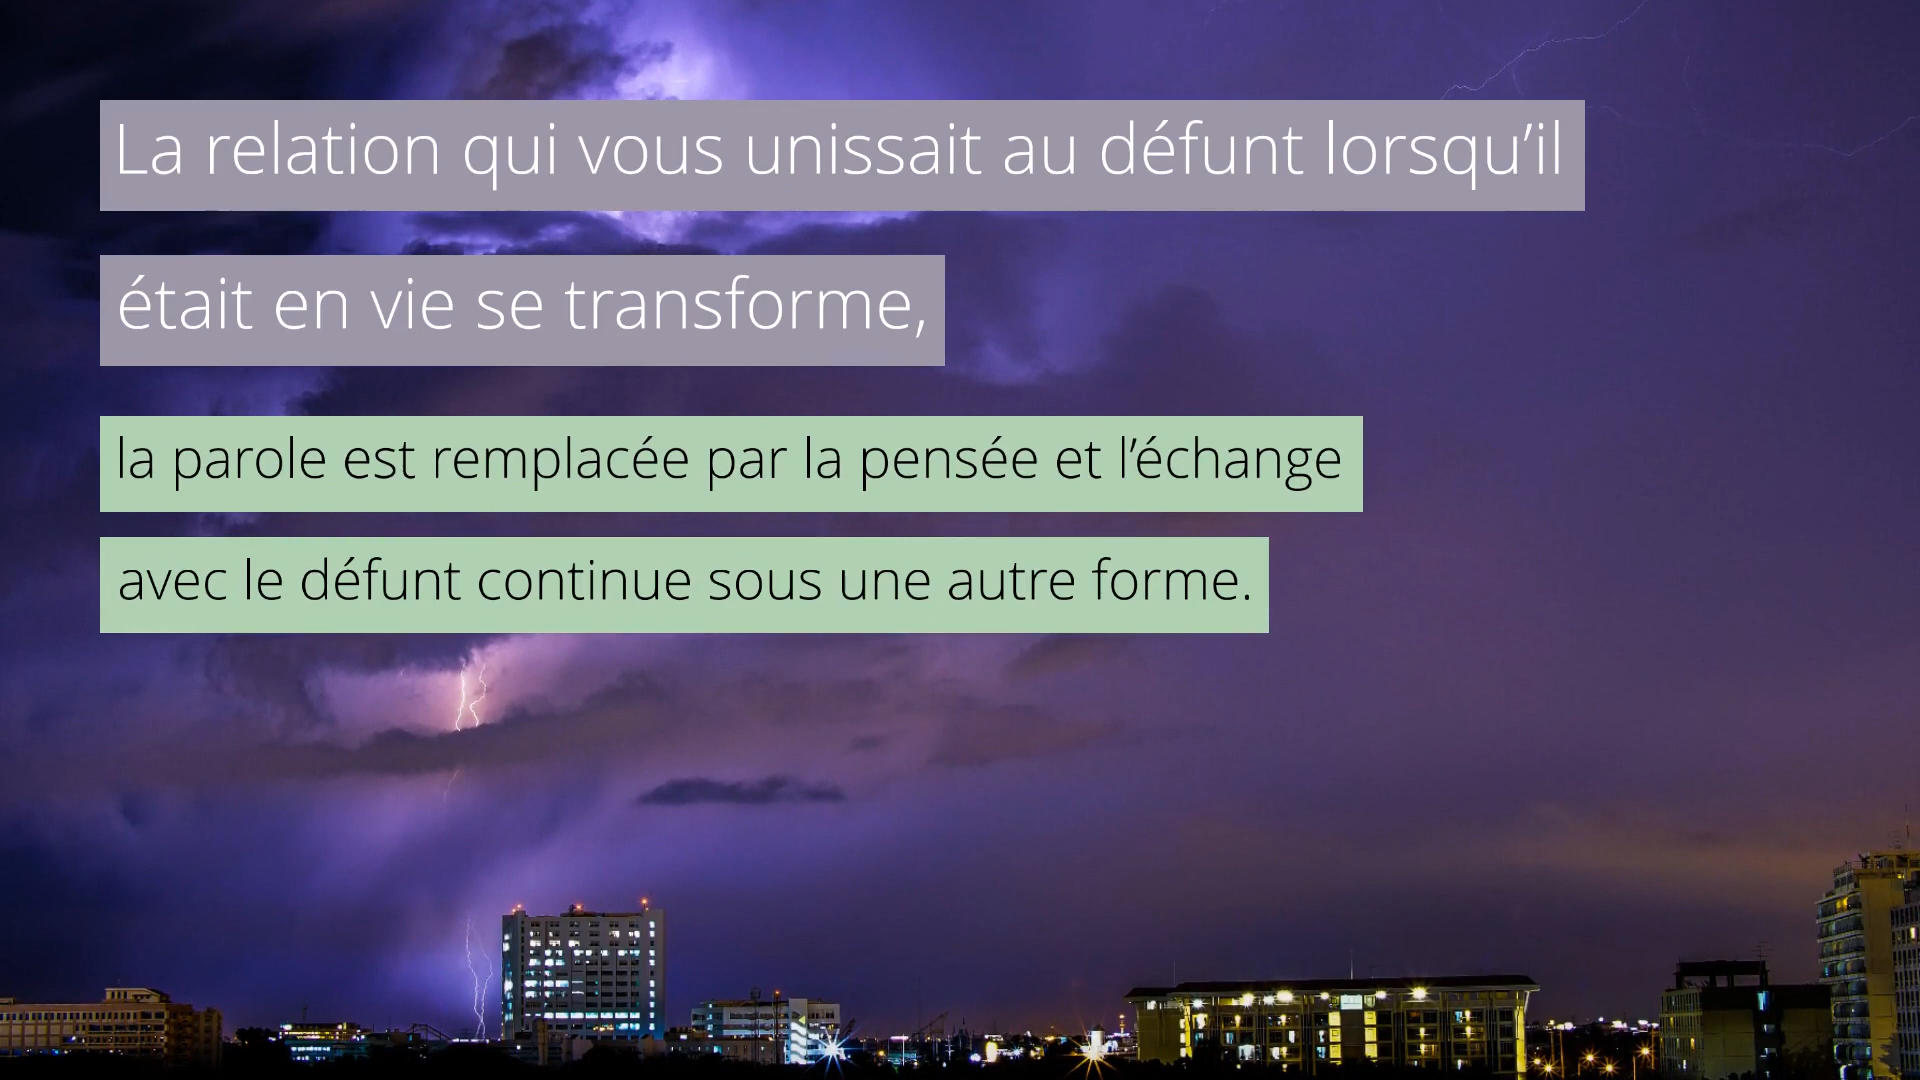 La relation qui vous unissait au défunt lorsqu’il
était en vie se transforme,
la parole est remplacée par la pensée et l’échange
avec le défunt continue sous une autre forme.